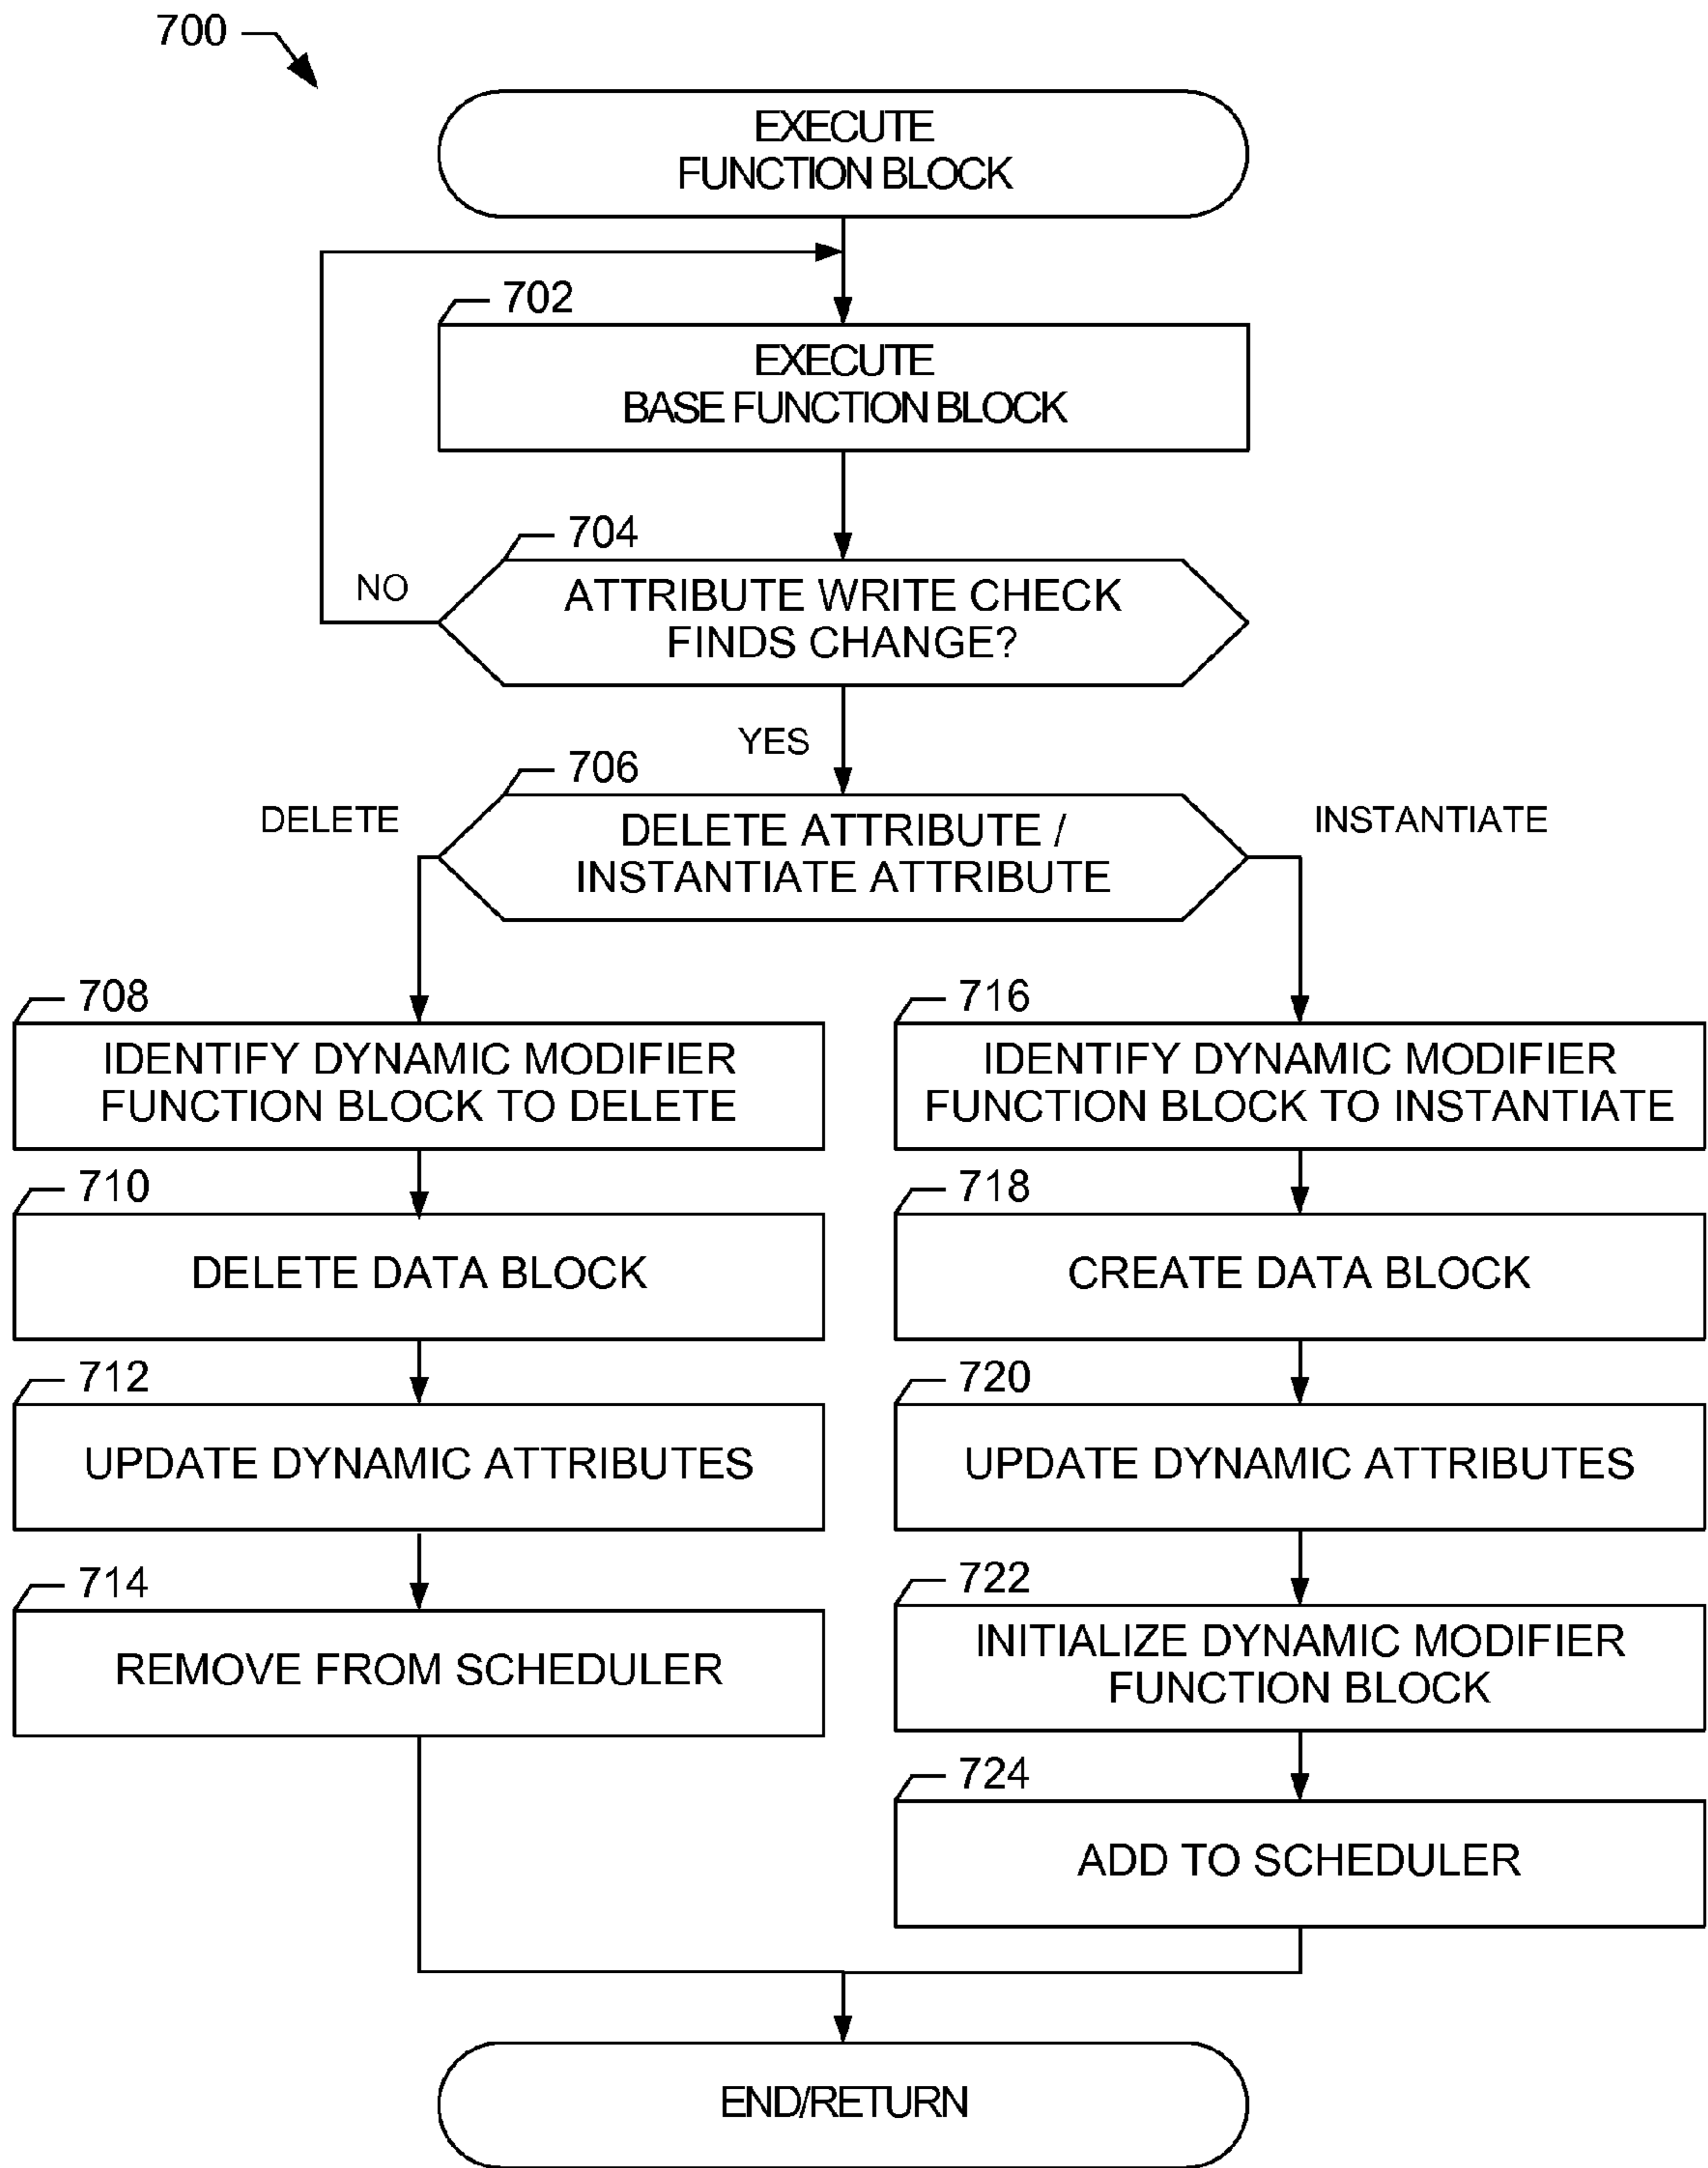 700
EXECUTE
FUNCTION BLOCK
702
EXECUTE
BASE FUNCTION BLOCK
704
NO
ATTRIBUTE WRITE CHECK
FINDS CHANGE?
YES
706
DELETE
DELETE ATTRIBUTE /
INSTANTIATE ATTRIBUTE
INSTANTIATE
708
IDENTIFY DYNAMIC MODIFIER
FUNCTION BLOCK TO DELETE
710
DELETE DATA BLOCK
712
UPDATE DYNAMIC ATTRIBUTES
714
REMOVE FROM SCHEDULER
716
IDENTIFY DYNAMIC MODIFIER
FUNCTION BLOCK TO INSTANTIATE
718
CREATE DATA BLOCK
720
UPDATE DYNAMIC ATTRIBUTES
722
INITIALIZE DYNAMIC MODIFIER
FUNCTION BLOCK
724
ADD TO SCHEDULER
END/RETURN